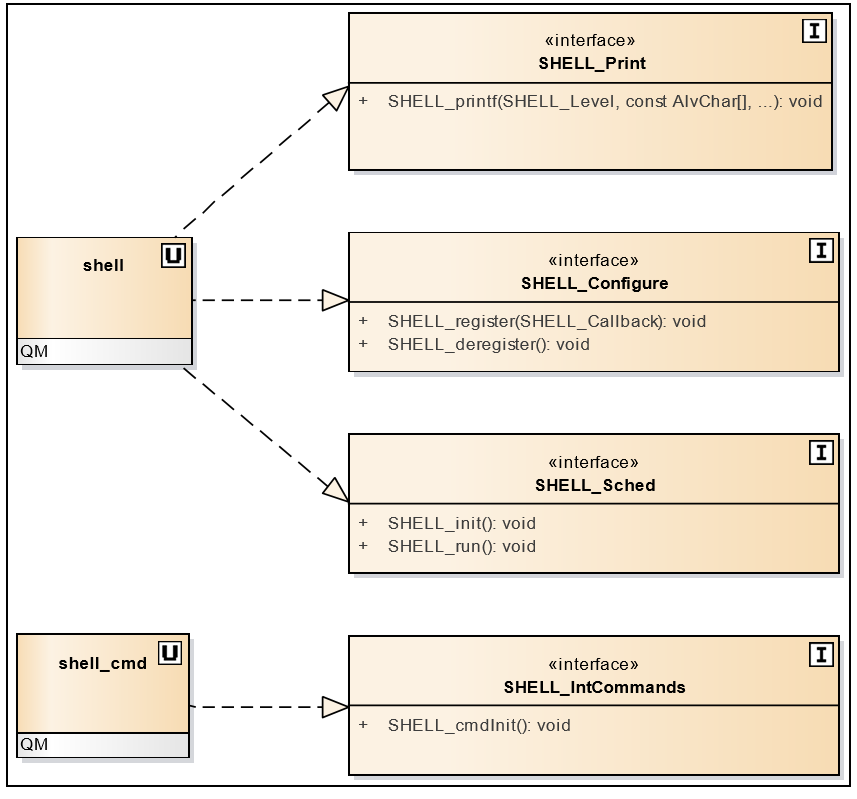 «interface»
SHELL_Print
I
+ SHELL_printf(SHELL_Level, const AlvChar[], ...): void
shell
U
QM
«interface»
SHELL_Configure
I
+ SHELL_register(SHELL_Callback): void
+ SHELL_deregister(): void
«interface»
SHELL_Sched
I
+ SHELL_init(): void
+ SHELL_run(): void
shell_cmd
U
QM
«interface»
SHELL_IntCommands
I
+ SHELL_cmdInit(): void